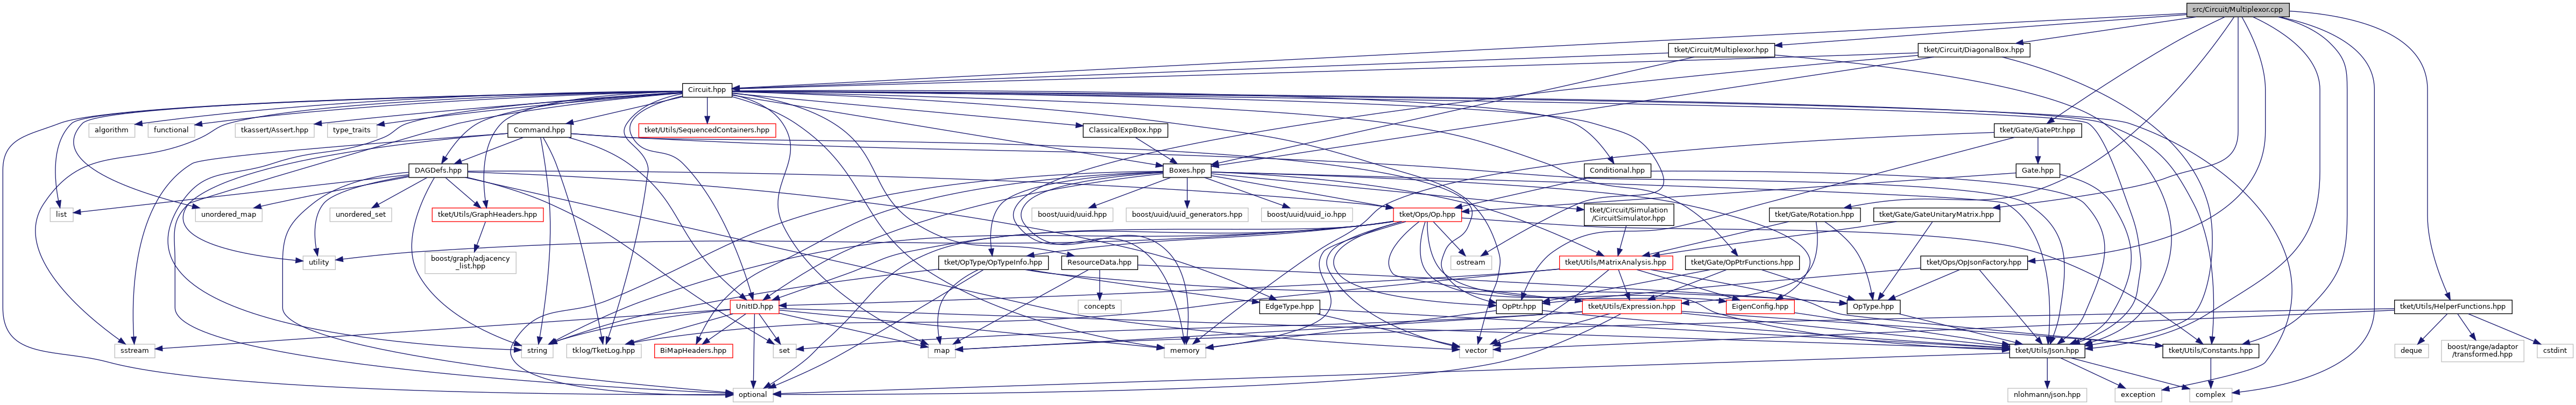 src/Circuit/Multiplexor.cpp
tket/Circuit/Multiplexor.hpp
tket/Circuit/DiagonalBox.hpp
Circuit.hpp
algorithm
functional
tkassert/Assert.hpp
type_traits
Command.hpp
tket/Utils/SequencedContainers.hpp
ClassicalExpBox.hpp
tket/Gate/GatePtr.hpp
DAGDefs.hpp
Boxes.hpp
Conditional.hpp
Gate.hpp
list
unordered_map
unordered_set
tket/Utils/GraphHeaders.hpp
boost/uuid/uuid.hpp
boost/uuid/uuid_generators.hpp
boost/uuid/uuid_io.hpp
tket/Ops/Op.hpp
tket/Circuit/Simulation
/CircuitSimulator.hpp
tket/Gate/Rotation.hpp
tket/Gate/GateUnitaryMatrix.hpp
utility
boost/graph/adjacency
_list.hpp
tket/OpType/OpTypeInfo.hpp
ResourceData.hpp
ostream
tket/Utils/MatrixAnalysis.hpp
tket/Gate/OpPtrFunctions.hpp
tket/Ops/OpJsonFactory.hpp
UnitID.hpp
concepts
EdgeType.hpp
OpPtr.hpp
tket/Utils/Expression.hpp
EigenConfig.hpp
OpType.hpp
tket/Utils/HelperFunctions.hpp
sstream
string
tklog/TketLog.hpp
BiMapHeaders.hpp
set
map
memory
vector
tket/Utils/Json.hpp
tket/Utils/Constants.hpp
deque
boost/range/adaptor
/transformed.hpp
cstdint
optional
nlohmann/json.hpp
exception
complex